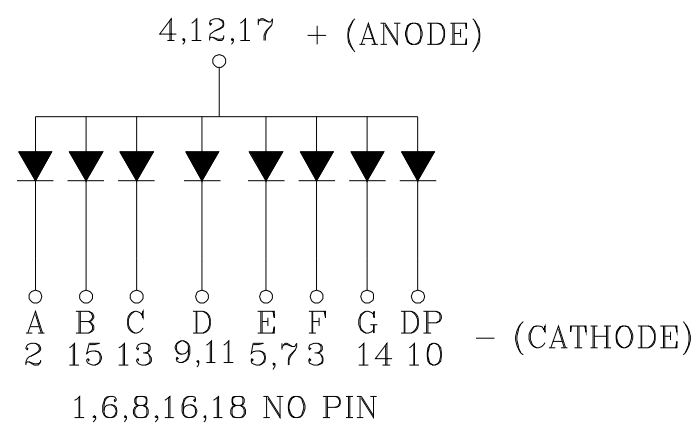 4,12,17 + (ANODE)
A B C D E F G DP
2 15 13 9,11 5,7 3 14 10 − (CATHODE)
1,6,8,16,18 NO PIN